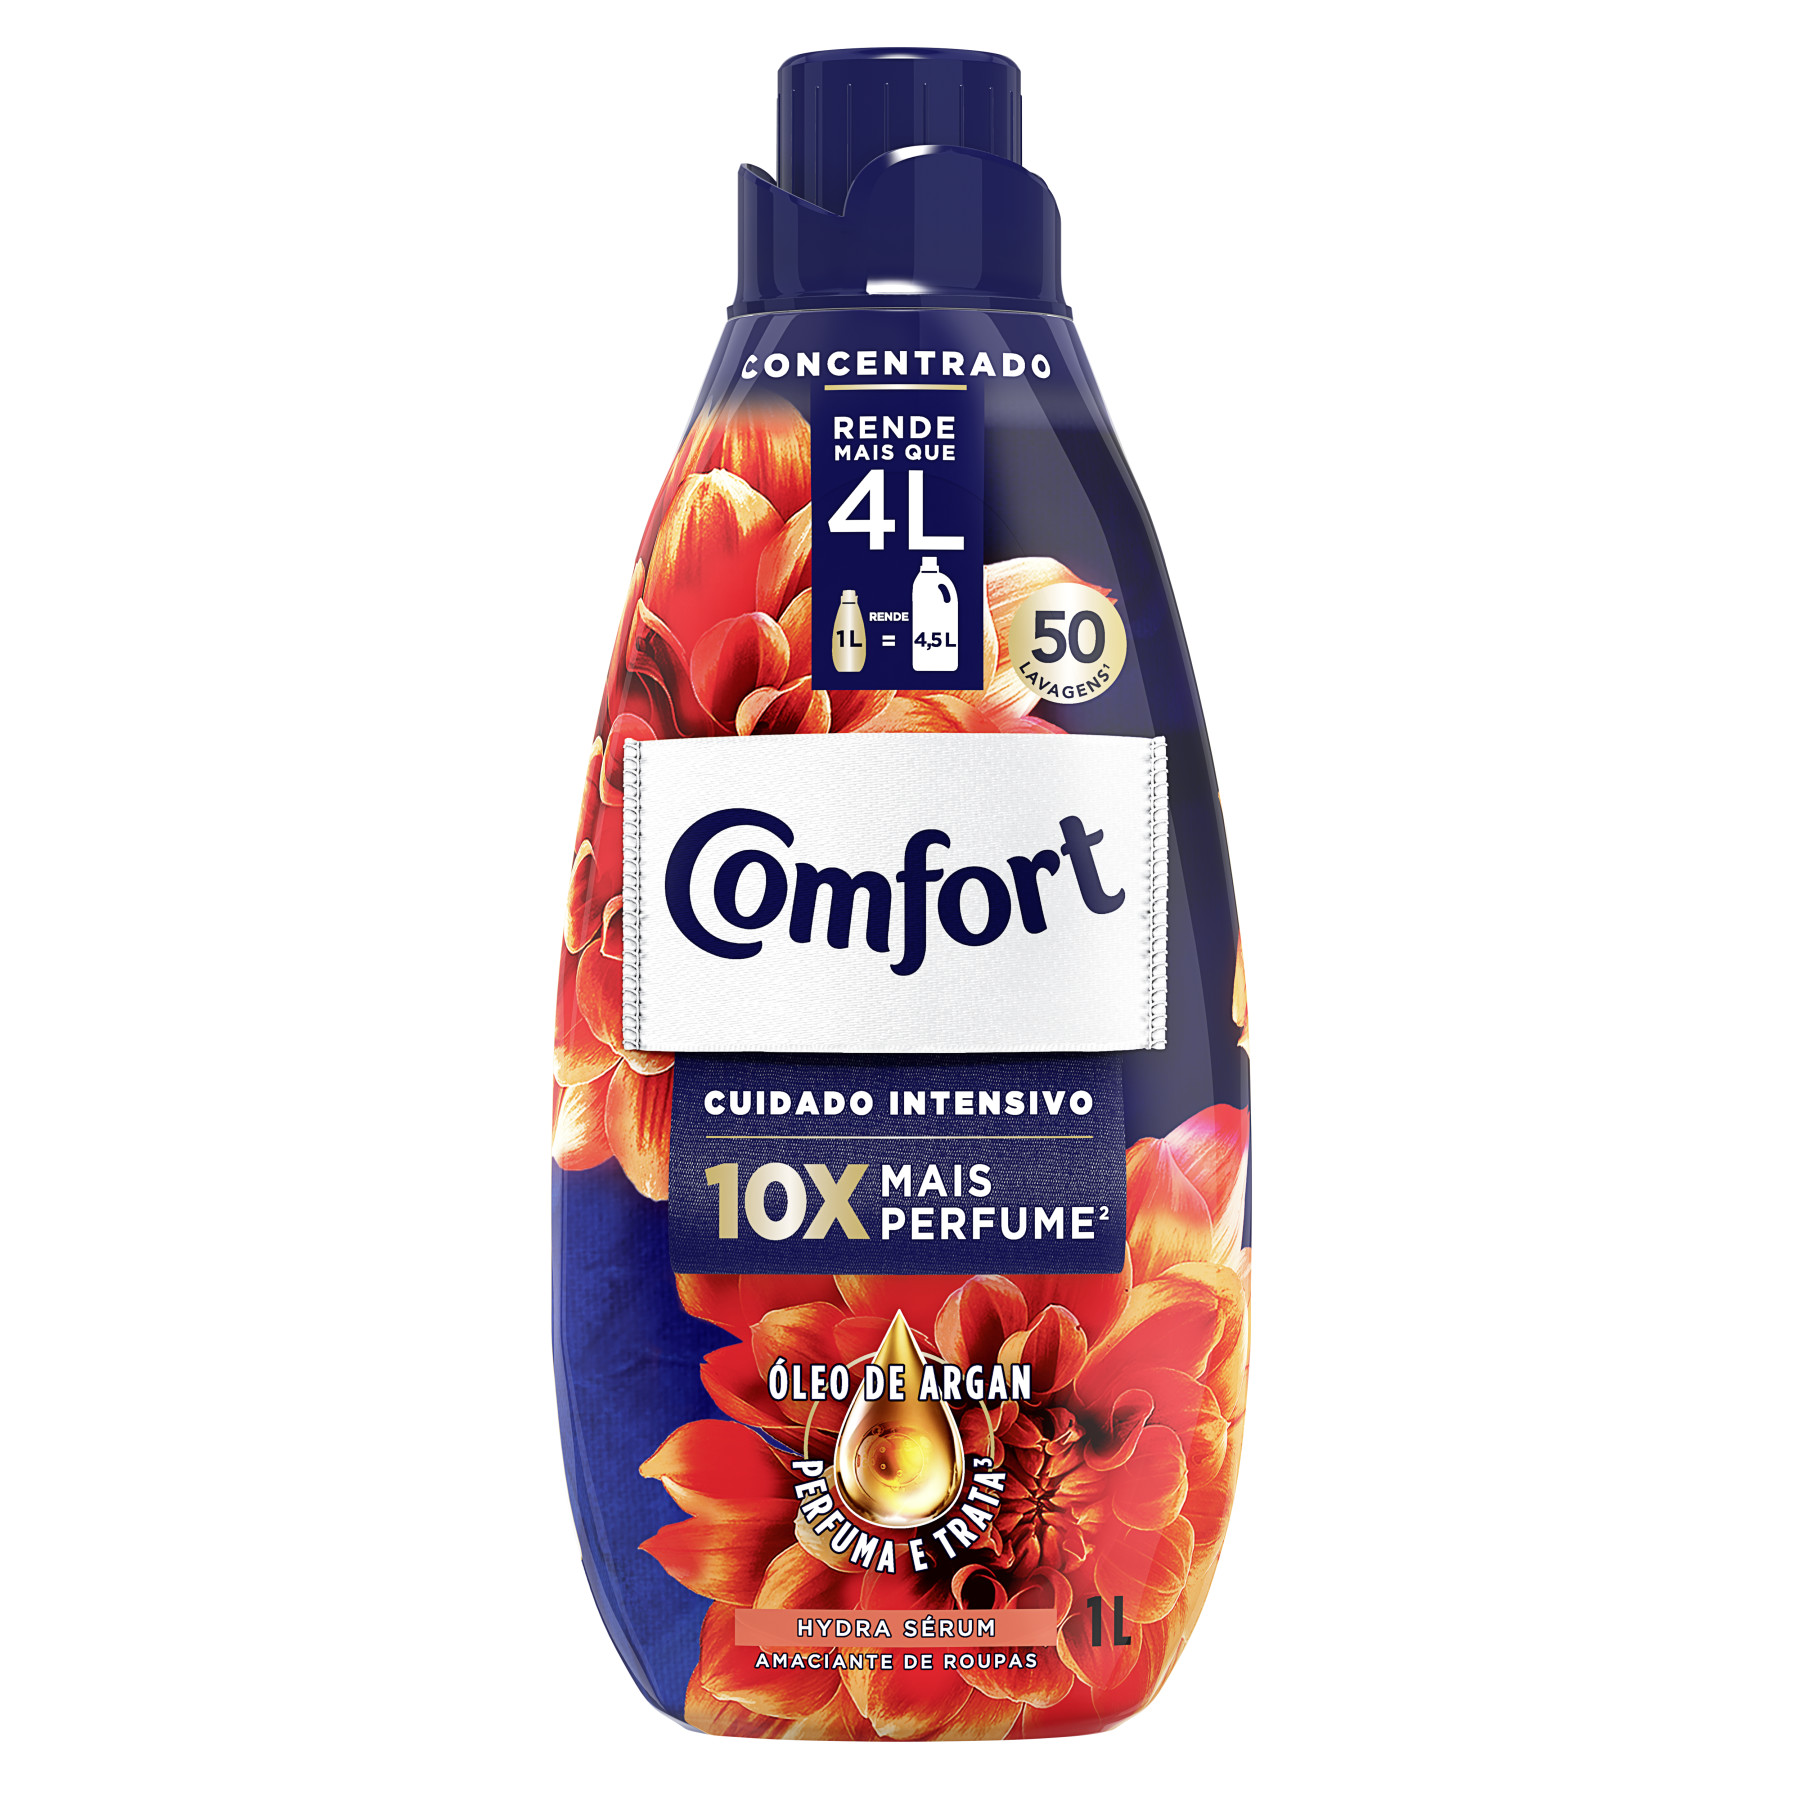 CONCENTRADO
RENDE
MAIS QUE
4L
1L RENDE = 4,5L
50
LAVAGENS¹
Comfort
CUIDADO INTENSIVO
10X MAIS
PERFUME²
ÓLEO DE ARGAN
PERFUMA E TRATA³
HYDRA SÉRUM
1L
AMACIANTE DE ROUPAS